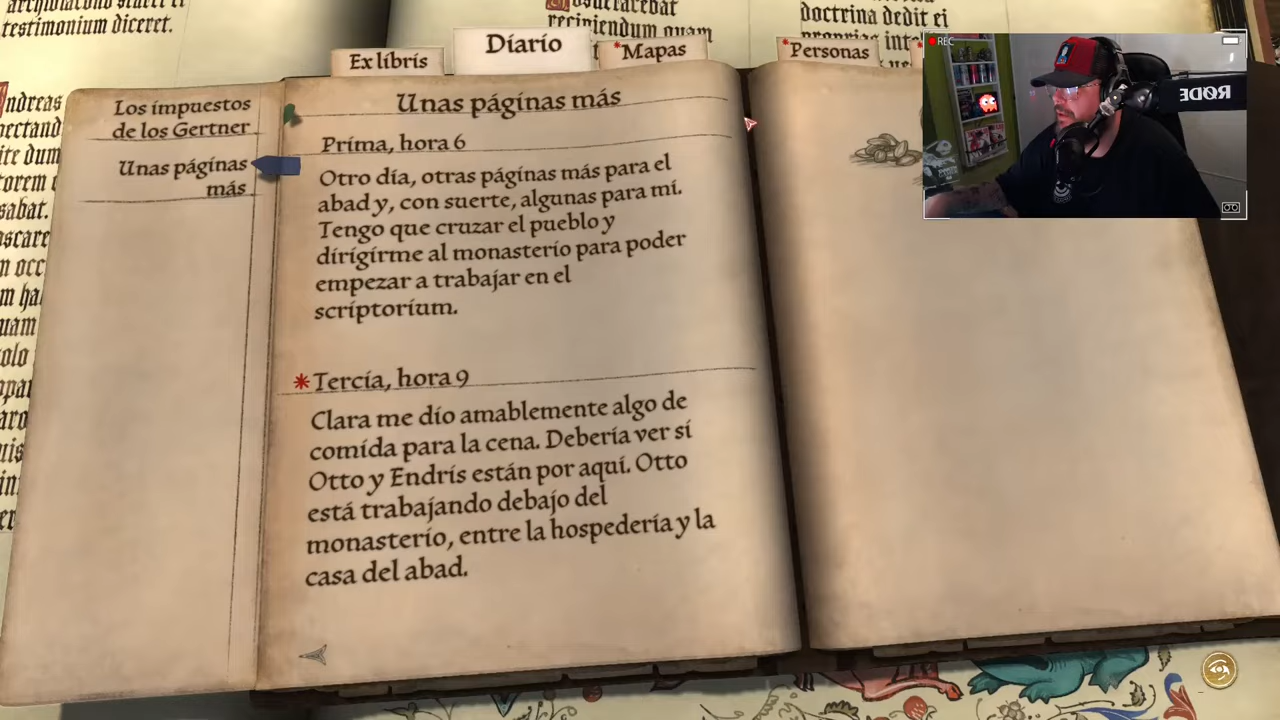 testimonium diceret.
doctrina dedit ei
Ex libris
Diario
*Mapas
*Personas
REC
RØDE
Los impuestos
de los Gertner
Unas páginas
más
Unas páginas más
Prima, hora 6
Otro día, otras páginas más para el
abad y, con suerte, algunas para mí.
Tengo que cruzar el pueblo y
dirigirme al monasterio para poder
empezar a trabajar en el
scriptorium.
*Tercia, hora 9
Clara me dio amablemente algo de
comida para la cena. Debería ver si
Otto y Endris están por aquí. Otto
está trabajando debajo del
monasterio, entre la hospedería y la
casa del abad.